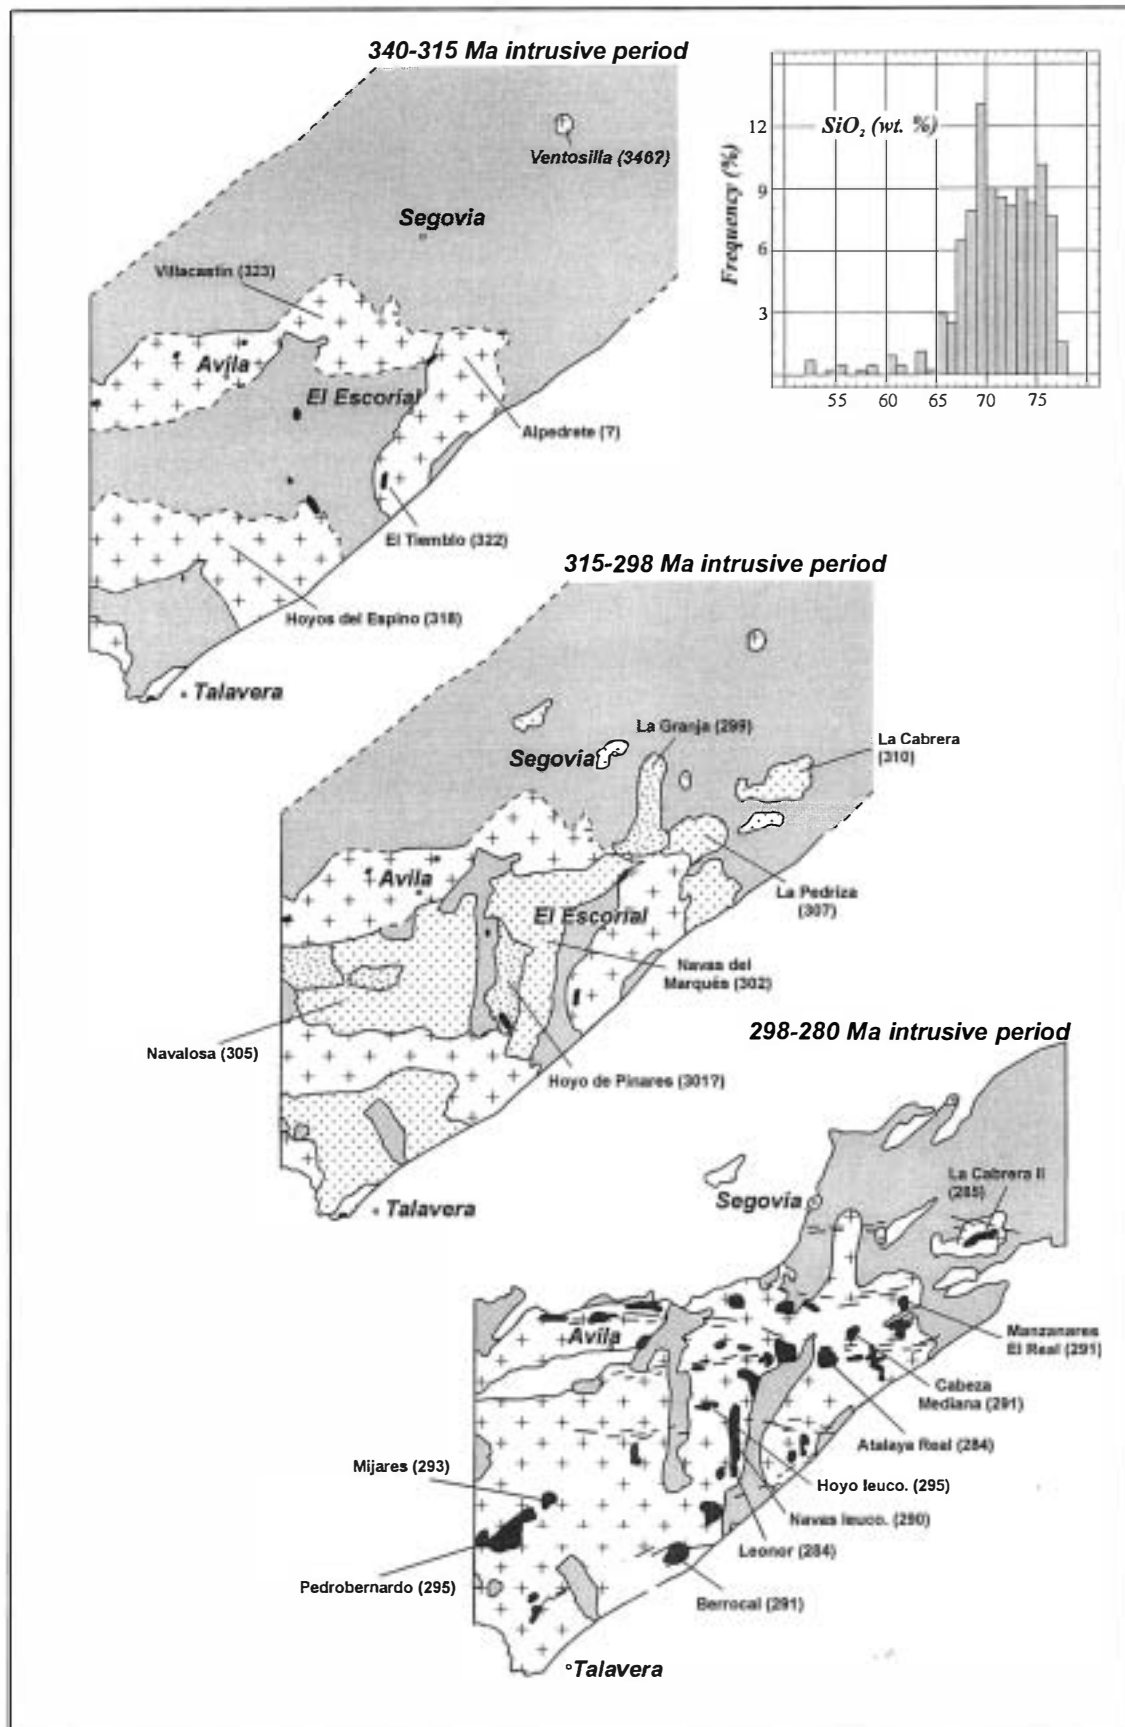 340-315 Ma intrusive period
SiO₂ (wt. %)
Frequency (%)
12
9
6
3
55
60
65
70
75
Ventosilla (346?)
Segovia
Villacastín (323)
Avila
El Escorial
Alpedrete (?)
El Tiemblo (322)
Hoyos del Espino (318)
Talavera
315-298 Ma intrusive period
La Granja (299)
Segovia
La Cabrera
(310)
Avila
El Escorial
La Pedriza
(307)
Navas del
Marqués (302)
Navalosa (305)
Hoyo de Pinares (301?)
Talavera
298-280 Ma intrusive period
La Cabrera II
(285)
Segovia
Avila
Manzanares
El Real (291)
Cabeza
Mediana (291)
Atalaya Real (284)
Mijares (293)
Hoyo leuco. (295)
Navas leuco. (290)
Leonor (284)
Pedrobernardo (295)
Berrocal (291)
Talavera